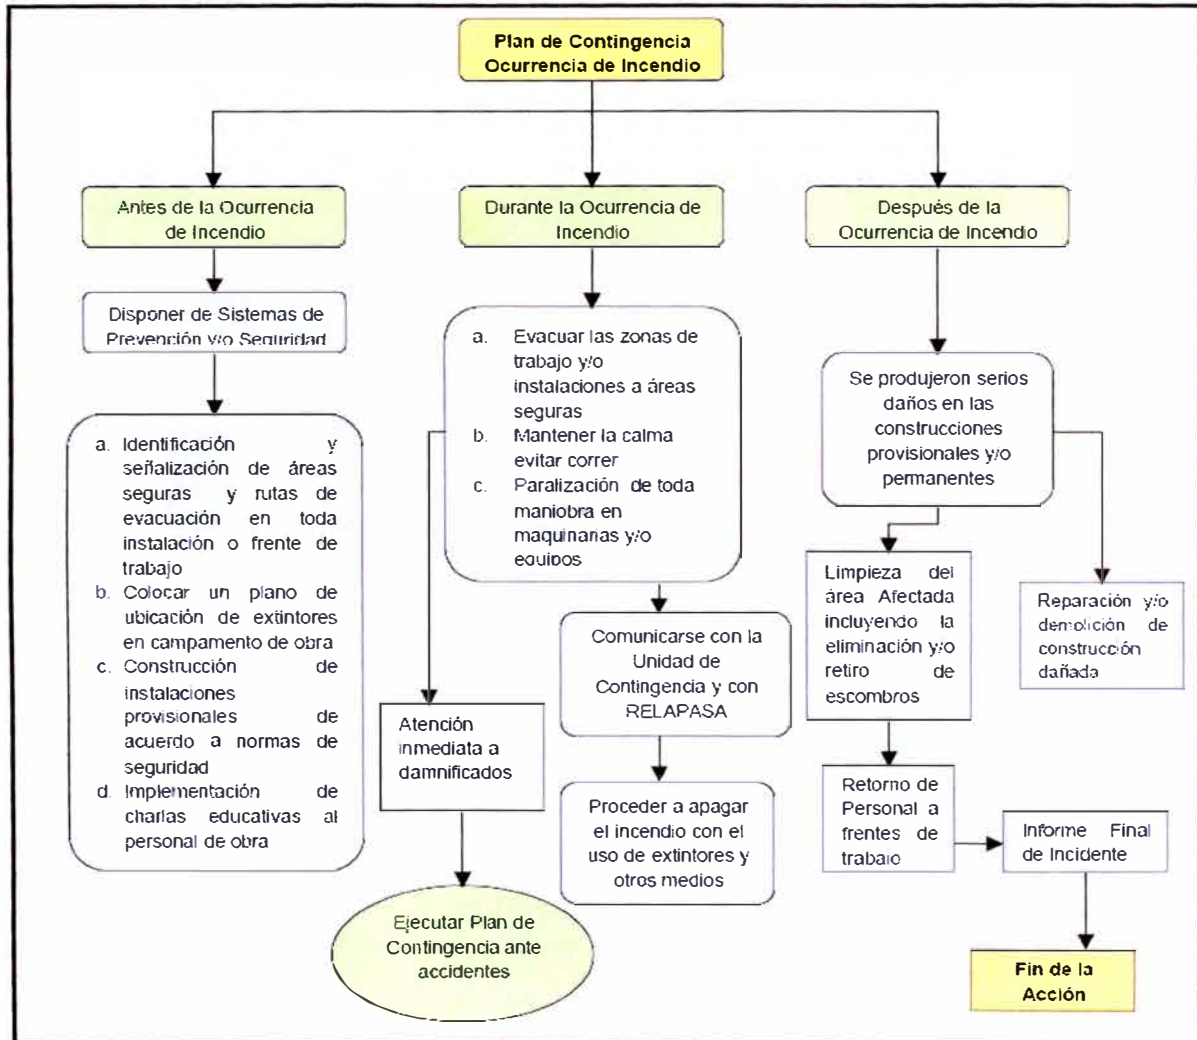 Plan de Contingencia
Ocurrencia de Incendio
Antes de la Ocurrencia
de Incendio
Disponer de Sistemas de
Prevención y/o Seguridad
a. Identificación y
señalización de áreas
seguras y rutas de
evacuación en toda
instalación o frente de
trabajo
b. Colocar un plano de
ubicación de extintores
en campamento de obra
c. Construcción de
instalaciones
provisionales de
acuerdo a normas de
seguridad
d. Implementación de
charlas educativas al
personal de obra
Durante la Ocurrencia de
Incendio
a. Evacuar las zonas de
trabajo y/o
instalaciones a áreas
seguras
b. Mantener la calma
evitar correr
c. Paralización de toda
maniobra en
maquinarias y/o
equipos
Atención
inmediata a
damnificados
Ejecutar Plan de
Contingencia ante
accidentes
Comunicarse con la
Unidad de
Contingencia y con
RELAPASA
Proceder a apagar
el incendio con el
uso de extintores y
otros medios
Después de la
Ocurrencia de Incendio
Se produjeron serios
daños en las
construcciones
provisionales y/o
permanentes
Limpieza del
área Afectada
incluyendo la
eliminación y/o
retiro de
escombros
Reparación y/o
demolición de
construcción
dañada
Retorno de
Personal a
frentes de
trabajo
Informe Final
de Incidente
Fin de la
Acción